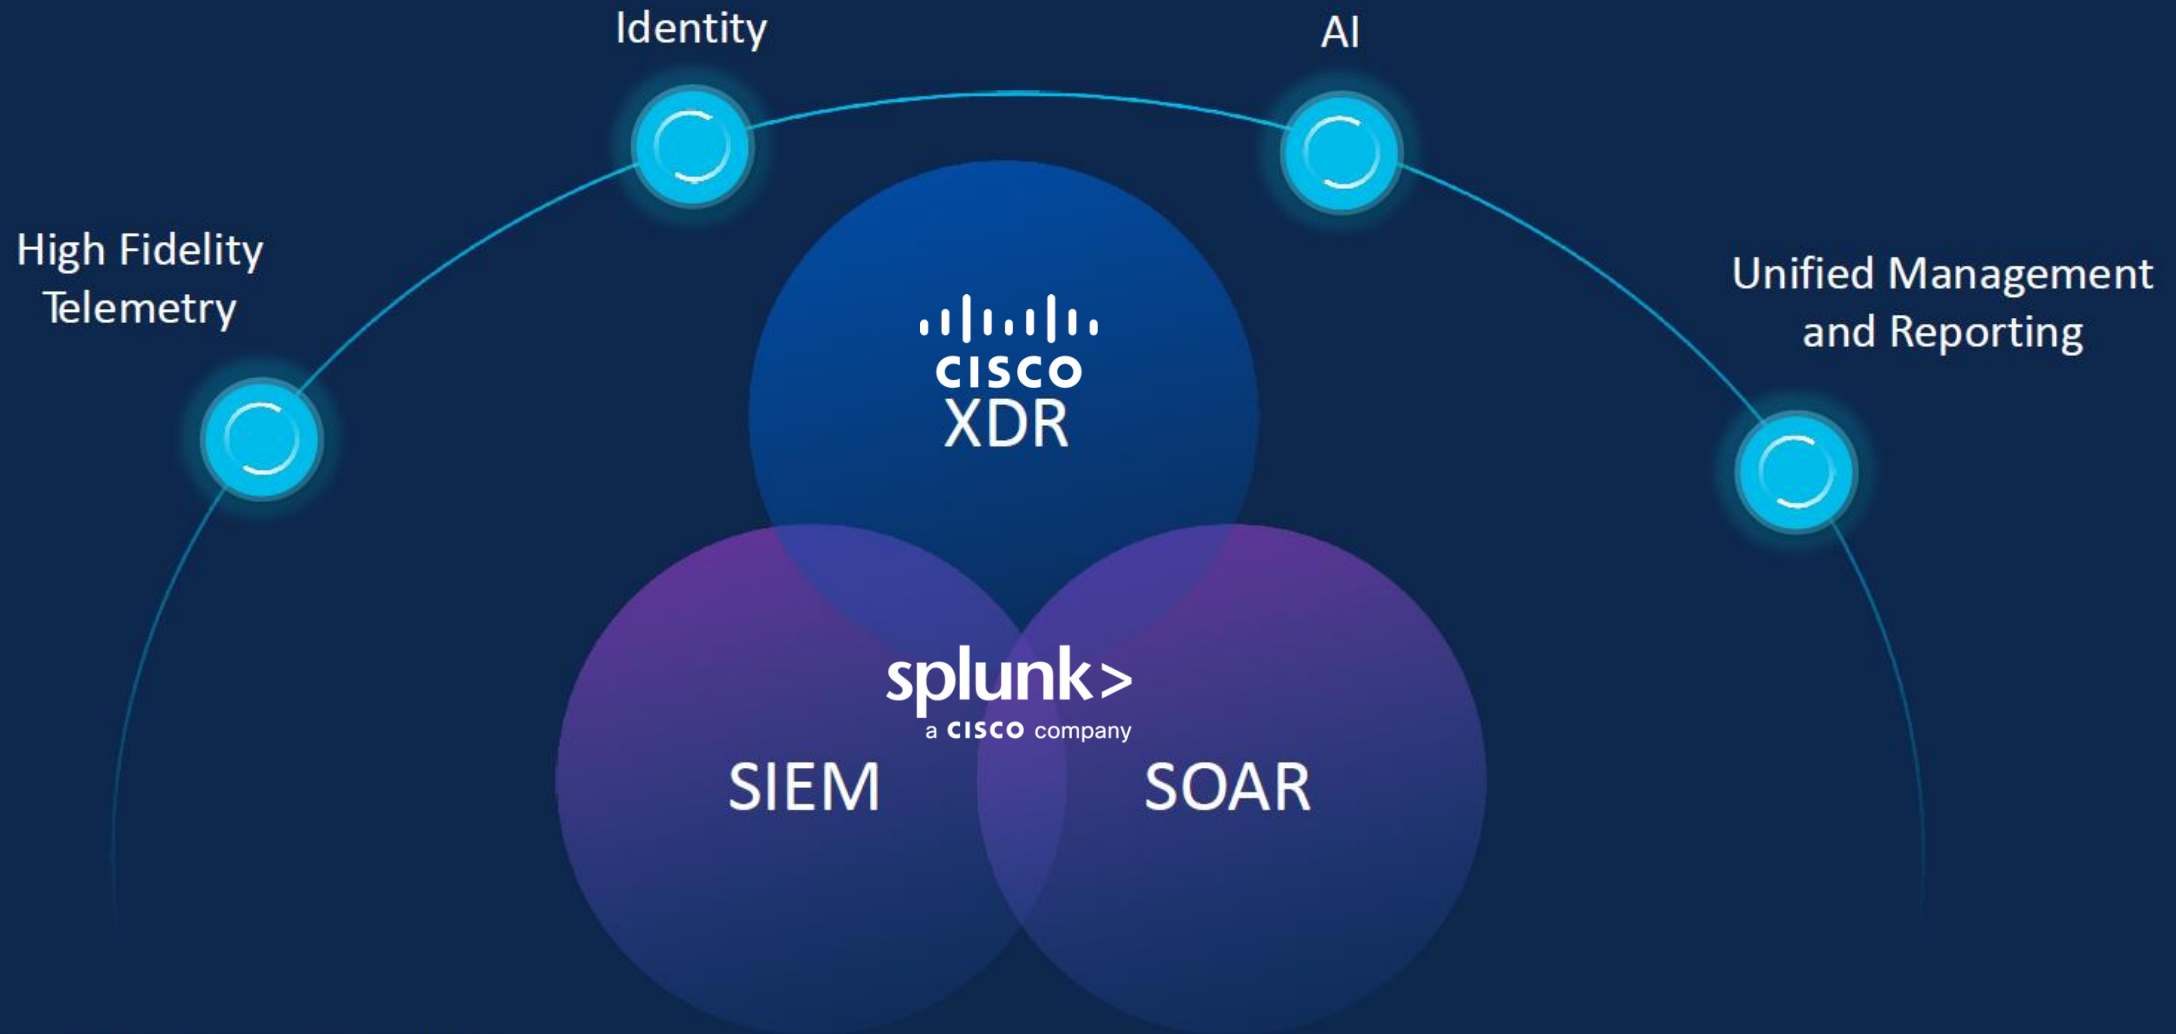 Identity
AI
High Fidelity
Telemetry
Unified Management
and Reporting
CISCO
XDR
splunk>
a CISCO company
SIEM
SOAR